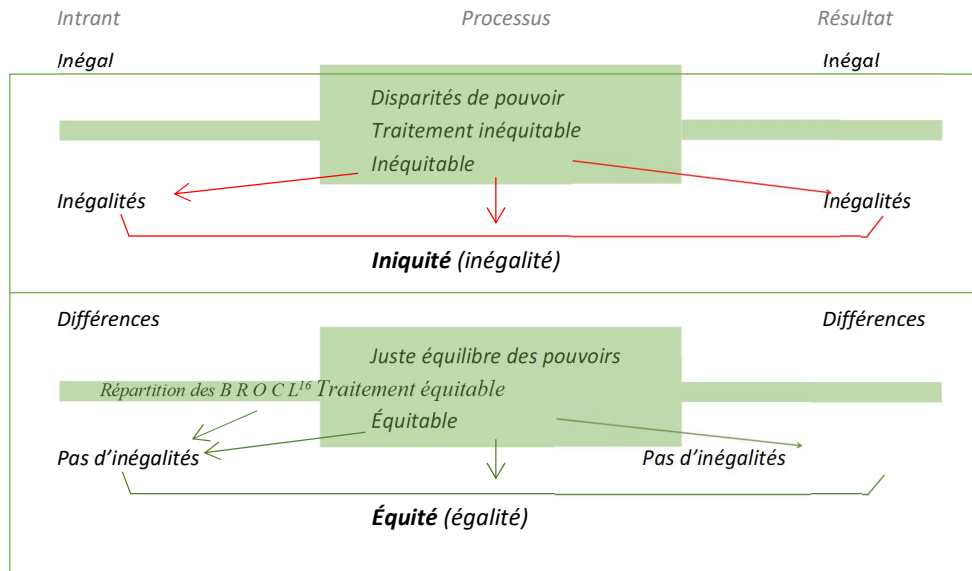 Intrant Processus Résultat
Inégal Inégal
Disparités de pouvoir
Traitement inéquitable
Inéquitable
Inégalités Inégalités
Iniquité (inégalité)
Différences Différences
Juste équilibre des pouvoirs
Répartition des B R O C L¹⁶ Traitement équitable
Équitable
Pas d’inégalités Pas d’inégalités
Équité (égalité)